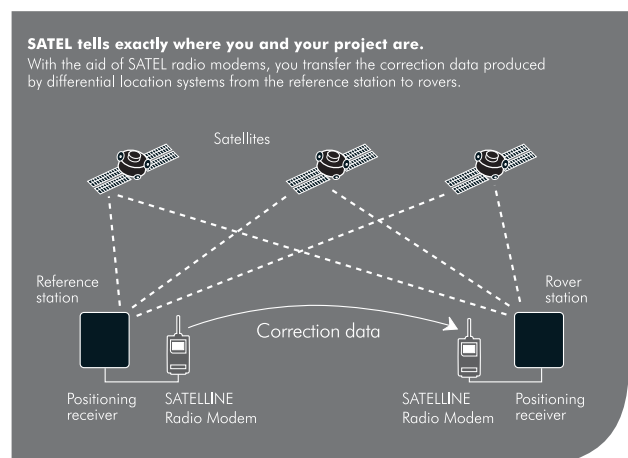 SATEL tells exactly where you and your project are.
With the aid of SATEL radio modems, you transfer the correction data produced
by differential location systems from the reference station to rovers.
Satellites
Reference
station
Rover
station
Correction data
Positioning
receiver
SATELLINE
Radio Modem
SATELLINE
Radio Modem
Positioning
receiver